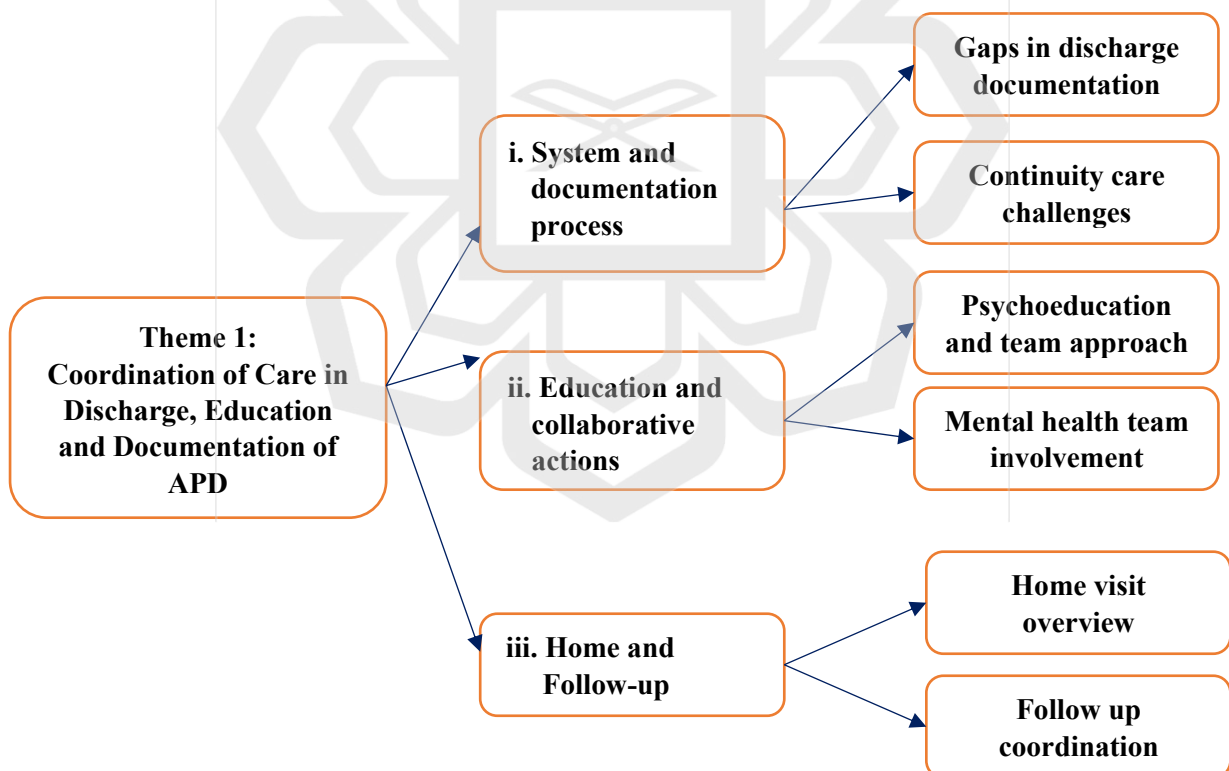 Theme 1:
Coordination of Care in
Discharge, Education
and Documentation of
APD
i. System and
documentation
process
Gaps in discharge
documentation
Continuity care
challenges
ii. Education and
collaborative
actions
Psychoeducation
and team approach
Mental health team
involvement
iii. Home and
Follow-up
Home visit
overview
Follow up
coordination